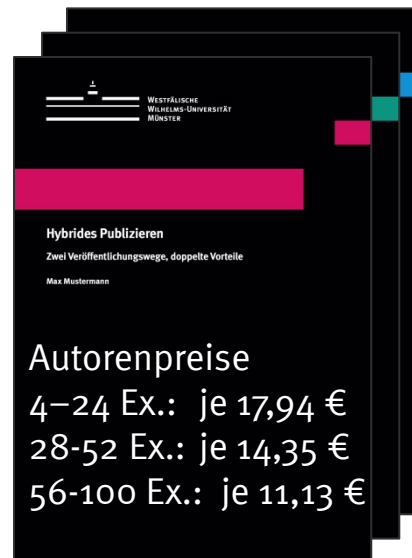 Westfälische
Wilhelms-Universität
Münster
Hybrides Publizieren
Zwei Veröffentlichungswege, doppelte Vorteile
Max Mustermann
Autorenpreise
4–24 Ex.: je 17,94 €
28-52 Ex.: je 14,35 €
56-100 Ex.: je 11,13 €